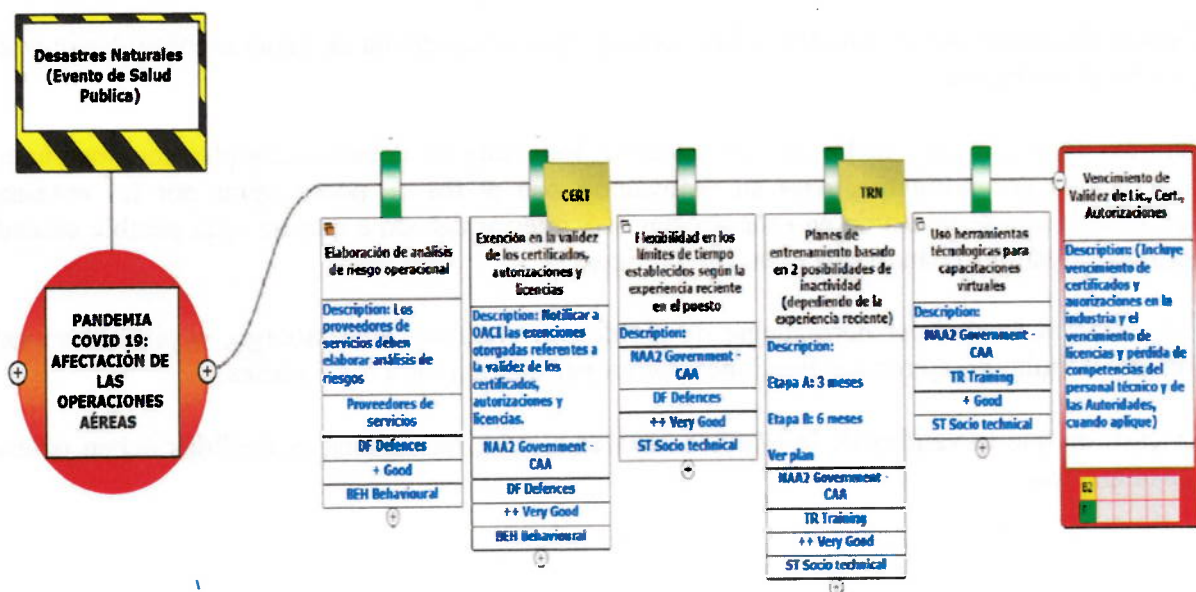 Desastres Naturales
(Evento de Salud
Publica)
PANDEMIA
COVID 19:
AFECTACIÓN DE
LAS
OPERACIONES
AÉREAS
Elaboración de análisis
de riesgo operacional
Description: Los
proveedores de
servicios deben
elaborar análisis de
riesgos
Proveedores de
servicios
DF Defences
+ Good
BEH Behavioural
CERT
Exención en la validez
de los certificados,
autorizaciones y
licencias
Description: Notificar a
OACI las exenciones
otorgadas referentes a
la validez de los
certificados,
autorizaciones y
licencias.
NAA2 Government -
CAA
DF Defences
++ Very Good
BEH Behavioural
Flexibilidad en los
límites de tiempo
establecidos según la
experiencia reciente
en el puesto
Description:
NAA2 Government -
CAA
DF Defences
++ Very Good
ST Socio technical
TRN
Planes de
entrenamiento basado
en 2 posibilidades de
inactividad
(dependiendo de la
experiencia reciente)
Description:
Etapa A: 3 meses
Etapa B: 6 meses
Ver plan
NAA2 Government -
CAA
TR Training
++ Very Good
ST Socio technical
Uso herramientas
técnologicas para
capacitaciones
virtuales
Description:
NAA2 Government -
CAA
TR Training
+ Good
ST Socio technical
Vencimiento de
Validez de Lic., Cert.,
Autorizaciones
Description: (Incluye
vencimiento de
certificados y
auorizaciones en la
industria y el
vencimiento de
licencias y pérdida de
competencias del
personal técnico y de
las Autoridades,
cuando aplique)
B2